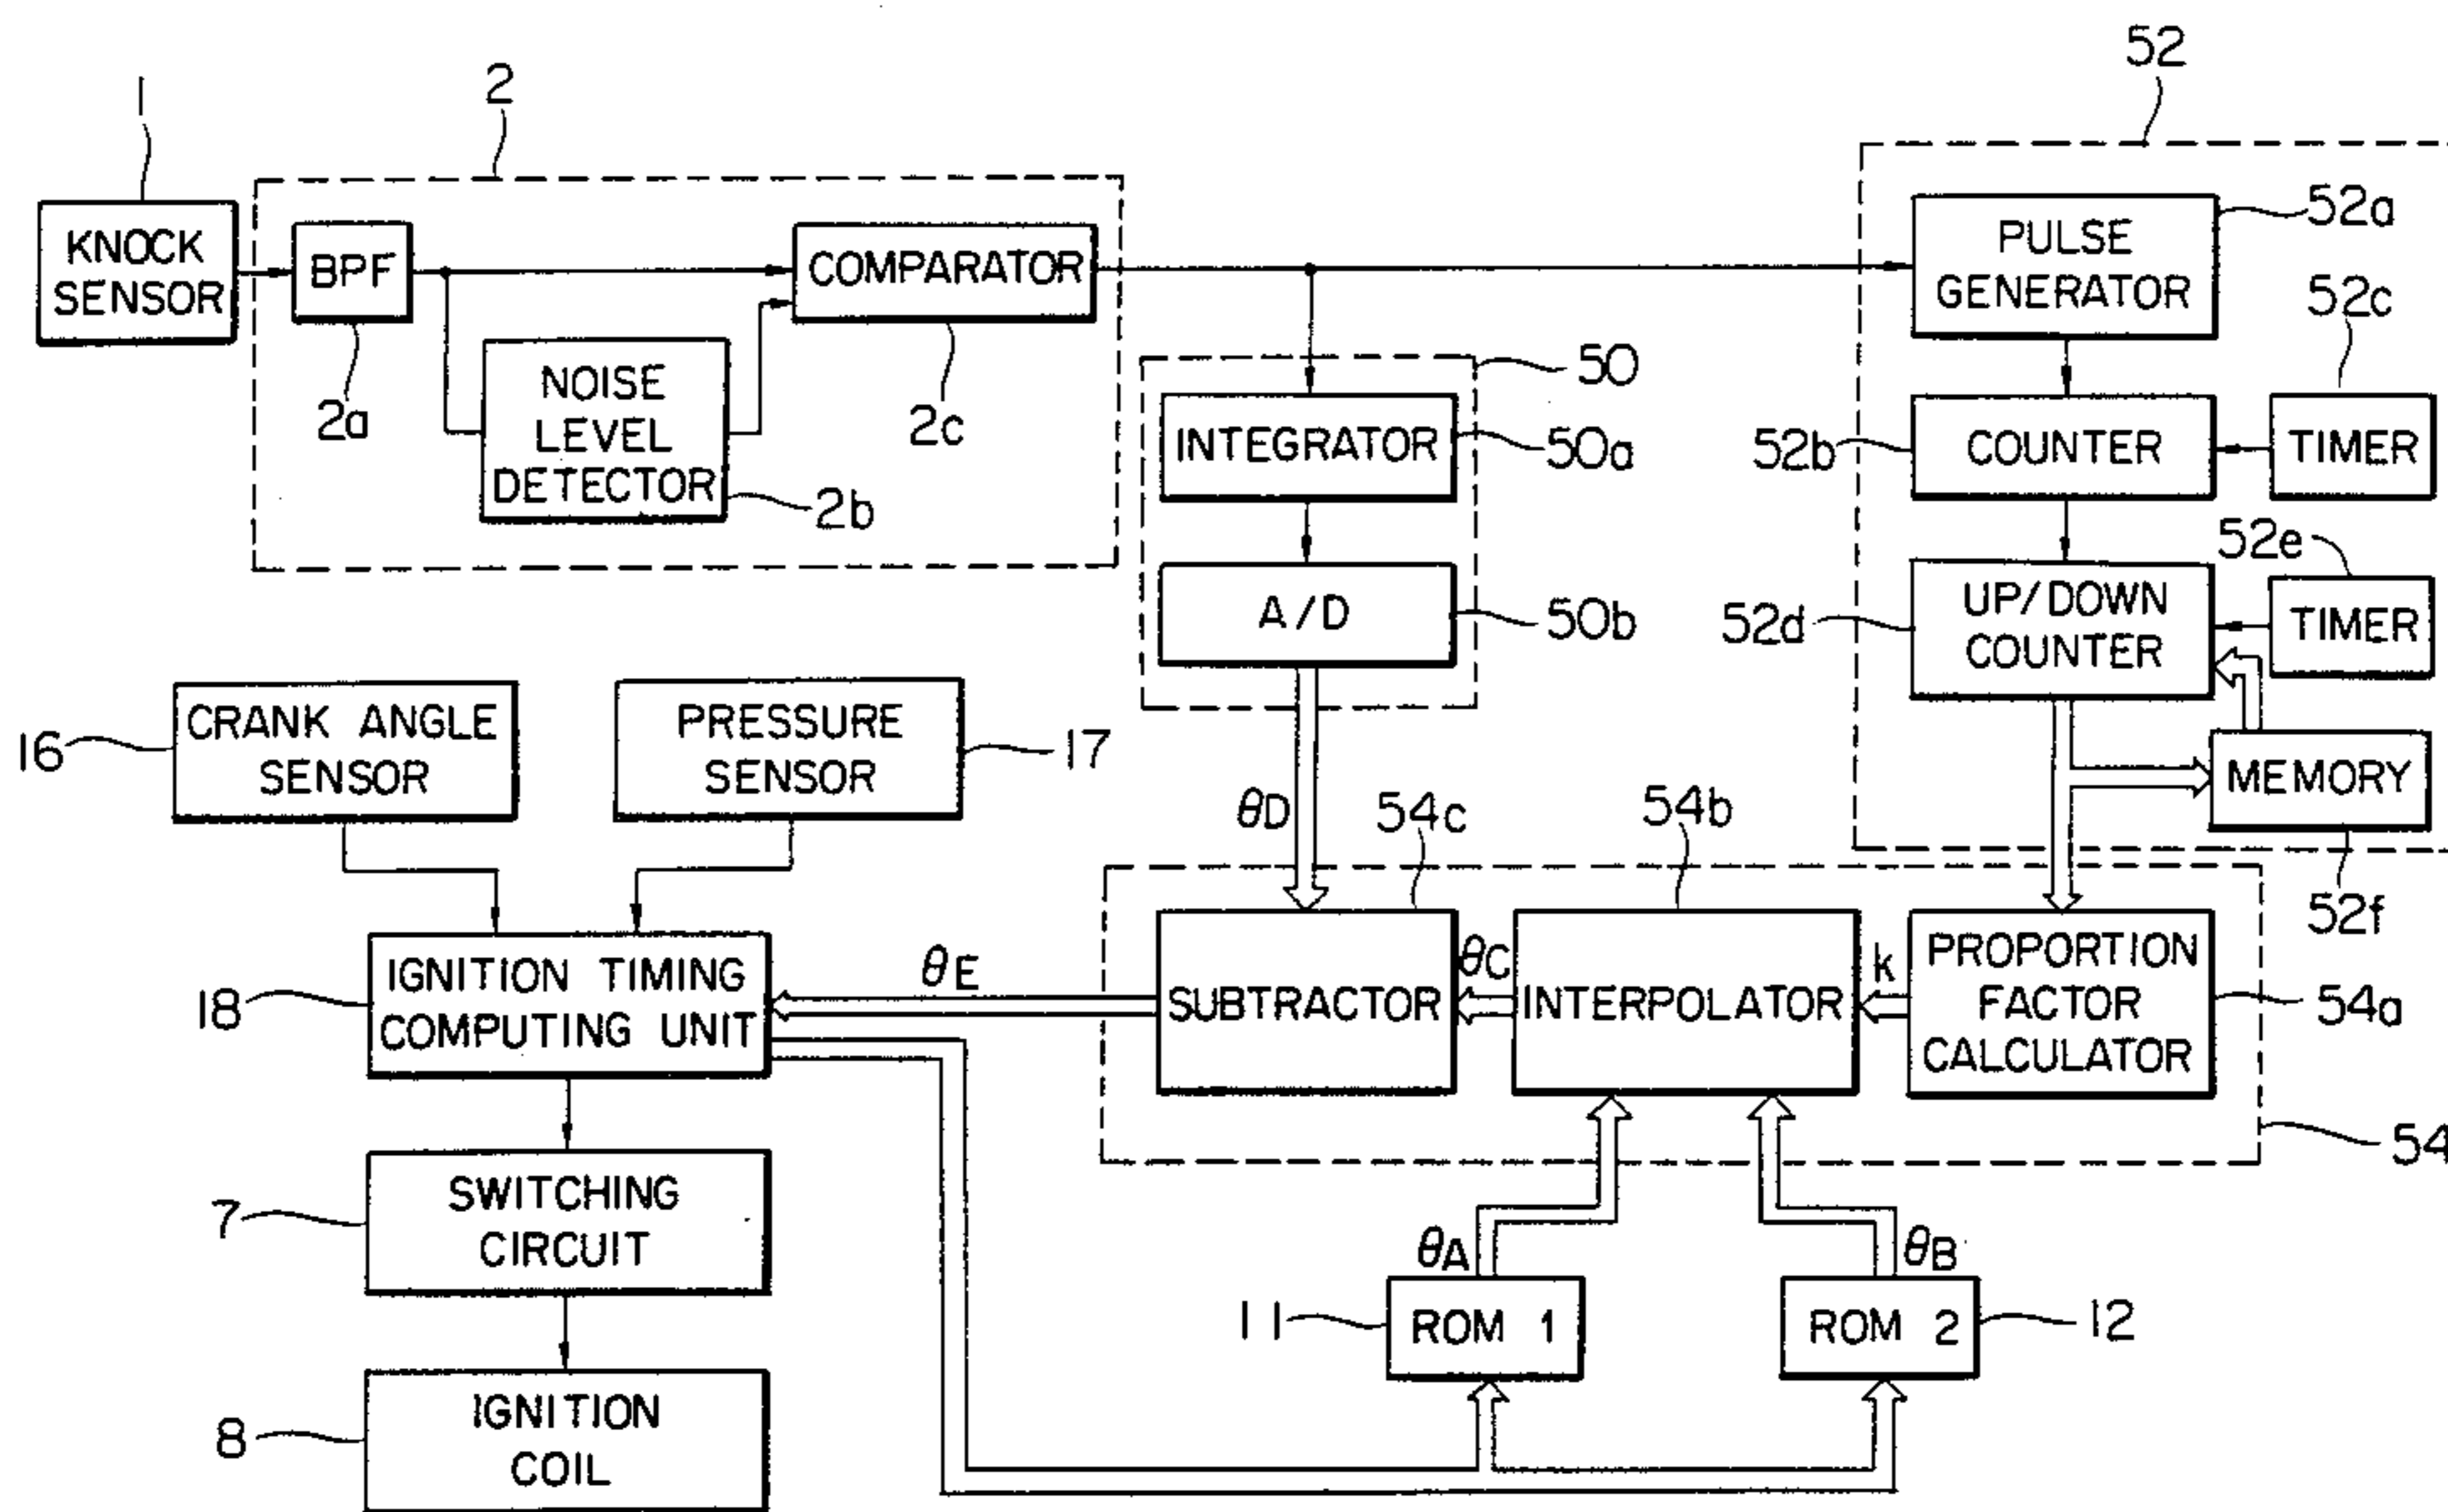 52
2
1
KNOCK
SENSOR
BPF
COMPARATOR
PULSE
GENERATOR
52a
52c
NOISE
LEVEL
DETECTOR
2a
2c
2b
50
INTEGRATOR
50a
52b
COUNTER
TIMER
52e
A/D
50b
52d
UP/DOWN
COUNTER
TIMER
CRANK ANGLE
SENSOR
16
PRESSURE
SENSOR
17
MEMORY
52f
θD
54c
54b
IGNITION TIMING
COMPUTING UNIT
18
θE
SUBTRACTOR
θC
INTERPOLATOR
k
PROPORTION
FACTOR
CALCULATOR
54a
54
SWITCHING
CIRCUIT
7
θA
θB
11
ROM 1
ROM 2
12
IGNITION
COIL
8